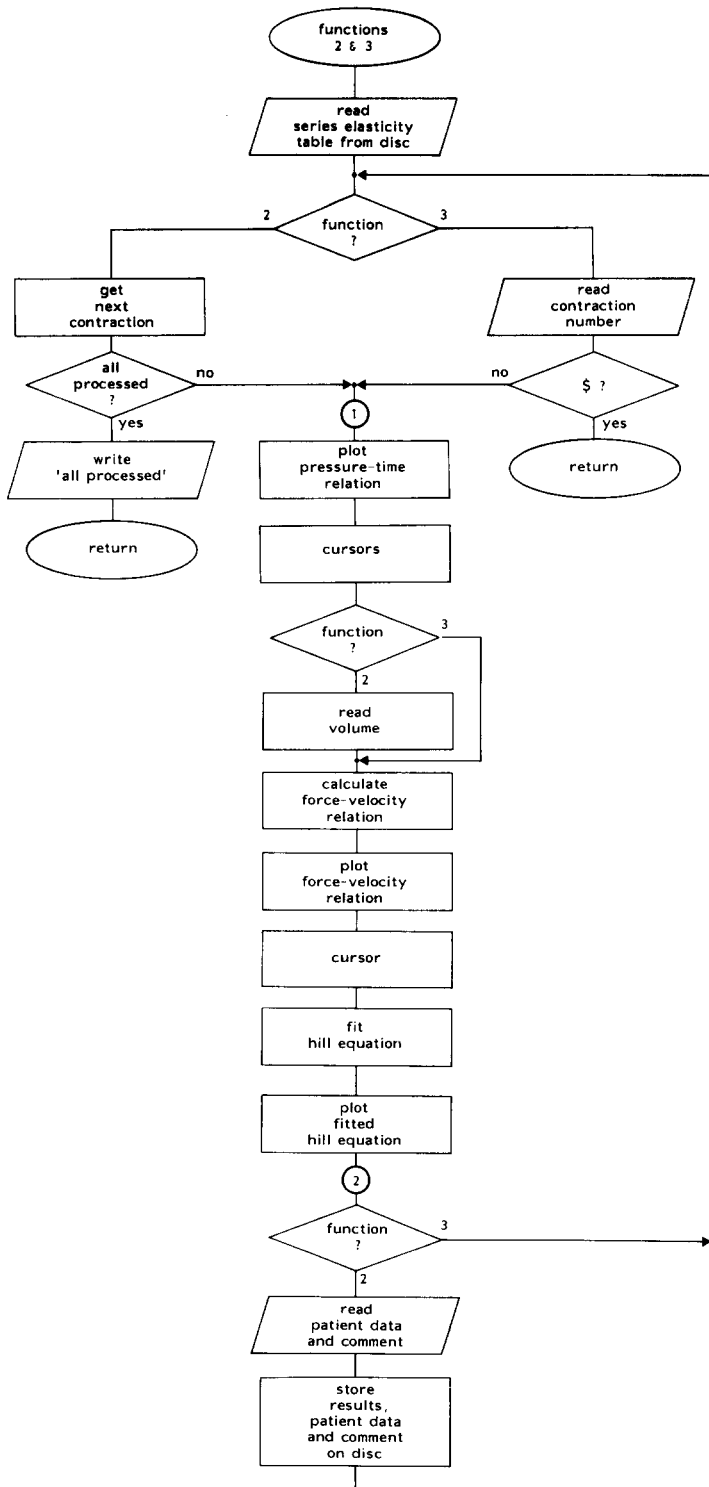 functions
2 & 3
read
series elasticity
table from disc
2
function
?
3
get
next
contraction
read
contraction
number
all
processed
?
no
yes
no
$ ?
yes
1
write
'all processed'
plot
pressure-time
relation
return
return
cursors
function
?
3
2
read
volume
calculate
force-velocity
relation
plot
force-velocity
relation
cursor
fit
hill equation
plot
fitted
hill equation
2
function
?
3
2
read
patient data
and comment
store
results,
patient data
and comment
on disc